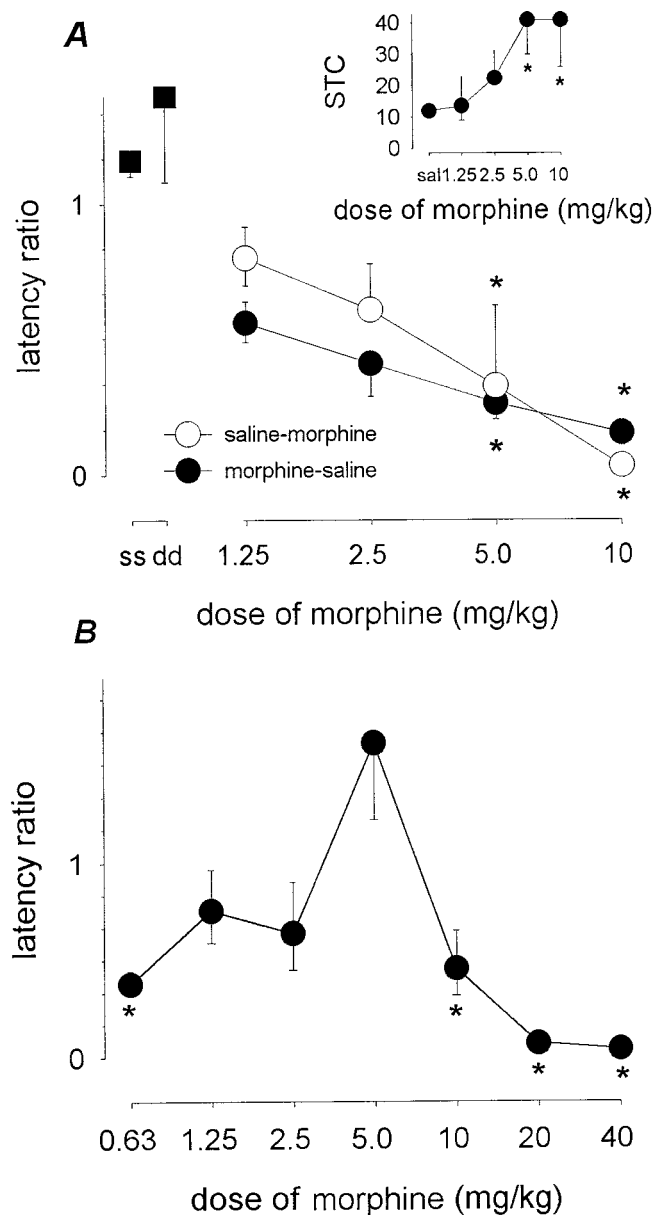 A
STC
40
30
20
10
0
sal1.25 2.5 5.0 10
dose of morphine (mg/kg)
*
*
latency ratio
1
0
*
*
*
*
saline-morphine
morphine-saline
ss dd 1.25 2.5 5.0 10
dose of morphine (mg/kg)
B
latency ratio
1
0
*
*
*
*
0.63 1.25 2.5 5.0 10 20 40
dose of morphine (mg/kg)